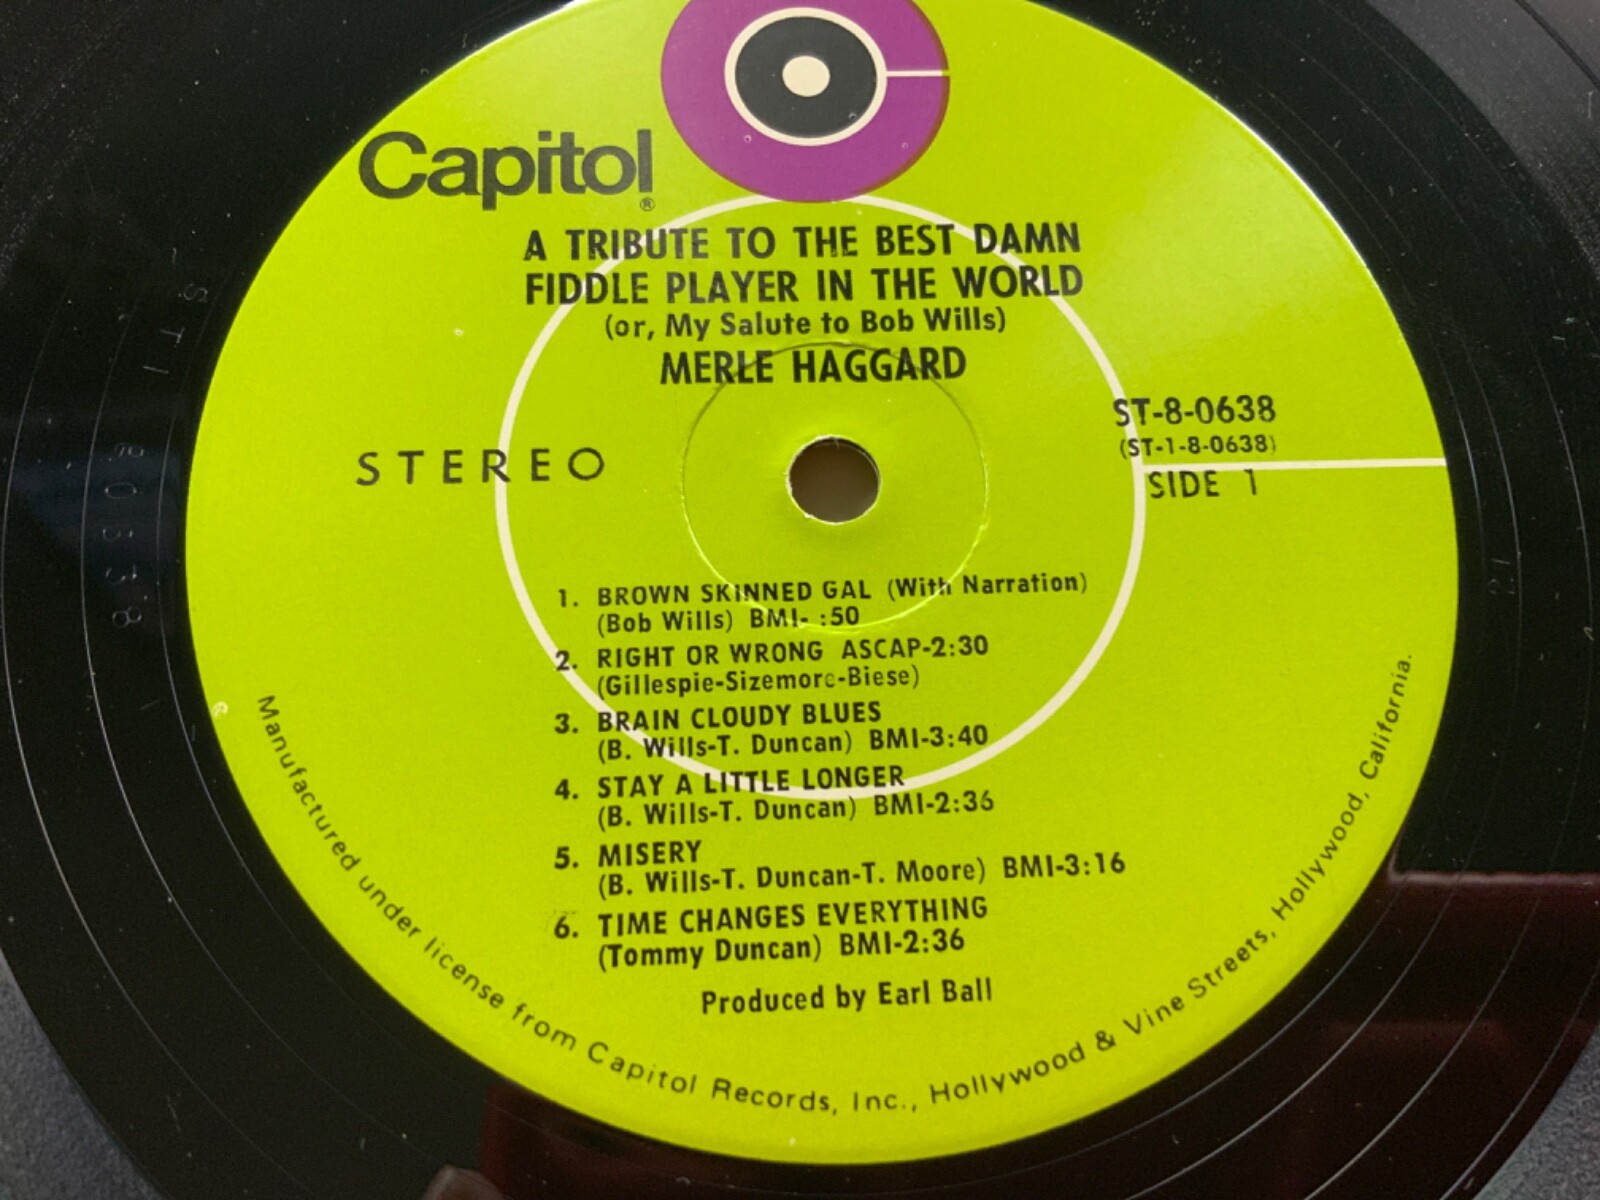 Capitol®
A TRIBUTE TO THE BEST DAMN
FIDDLE PLAYER IN THE WORLD
(or, My Salute to Bob Wills)
MERLE HAGGARD
STEREO
ST-8-0638
(ST-1-8-0638)
SIDE 1
1. BROWN SKINNED GAL (With Narration)
(Bob Wills) BMI- :50
2. RIGHT OR WRONG ASCAP-2:30
(Gillespie-Sizemore-Biese)
3. BRAIN CLOUDY BLUES
(B. Wills-T. Duncan) BMI-3:40
4. STAY A LITTLE LONGER
(B. Wills-T. Duncan) BMI-2:36
5. MISERY
(B. Wills-T. Duncan-T. Moore) BMI-3:16
6. TIME CHANGES EVERYTHING
(Tommy Duncan) BMI-2:36
Produced by Earl Ball
Manufactured under license from Capitol Records, Inc., Hollywood & Vine Streets, Hollywood, California.